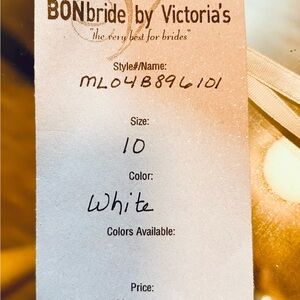 BONbride by Victoria's
"the very best for brides"
Style#/Name:
ML04B896101
Size:
10
Color:
White
Colors Available:
Price: